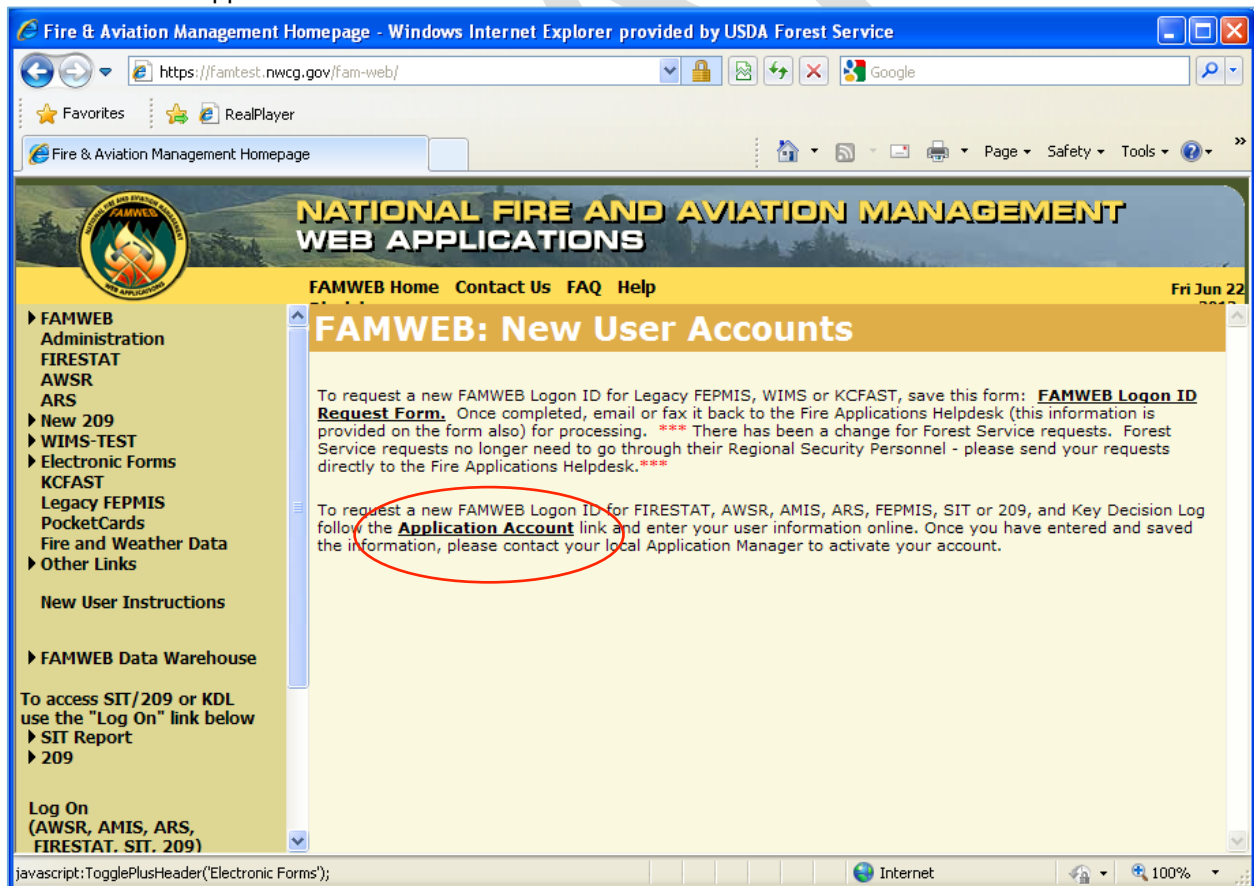 Fire & Aviation Management Homepage - Windows Internet Explorer provided by USDA Forest Service
https://famtest.nwcg.gov/fam-web/
Google
Favorites
RealPlayer
Fire & Aviation Management Homepage
Page
Safety
Tools
»
FAMWEB
WEB APPLICATIONS
NATIONAL FIRE AND AVIATION MANAGEMENT
WEB APPLICATIONS
FAMWEB Home Contact Us FAQ Help
Fri Jun 22
FAMWEB
Administration
FIRESTAT
AWSR
ARS
New 209
WIMS-TEST
Electronic Forms
KCFAST
Legacy FEPMIS
PocketCards
Fire and Weather Data
Other Links
New User Instructions
FAMWEB Data Warehouse
To access SIT/209 or KDL
use the "Log On" link below
SIT Report
209
Log On
(AWSR, AMIS, ARS,
FIRESTAT, SIT, 209)
FAMWEB: New User Accounts
To request a new FAMWEB Logon ID for Legacy FEPMIS, WIMS or KCFAST, save this form: FAMWEB Logon ID
Request Form. Once completed, email or fax it back to the Fire Applications Helpdesk (this information is
provided on the form also) for processing. *** There has been a change for Forest Service requests. Forest
Service requests no longer need to go through their Regional Security Personnel - please send your requests
directly to the Fire Applications Helpdesk.***
To request a new FAMWEB Logon ID for FIRESTAT, AWSR, AMIS, ARS, FEPMIS, SIT or 209, and Key Decision Log
follow the Application Account link and enter your user information online. Once you have entered and saved
the information, please contact your local Application Manager to activate your account.
javascript:TogglePlusHeader('Electronic Forms');
Internet
100%